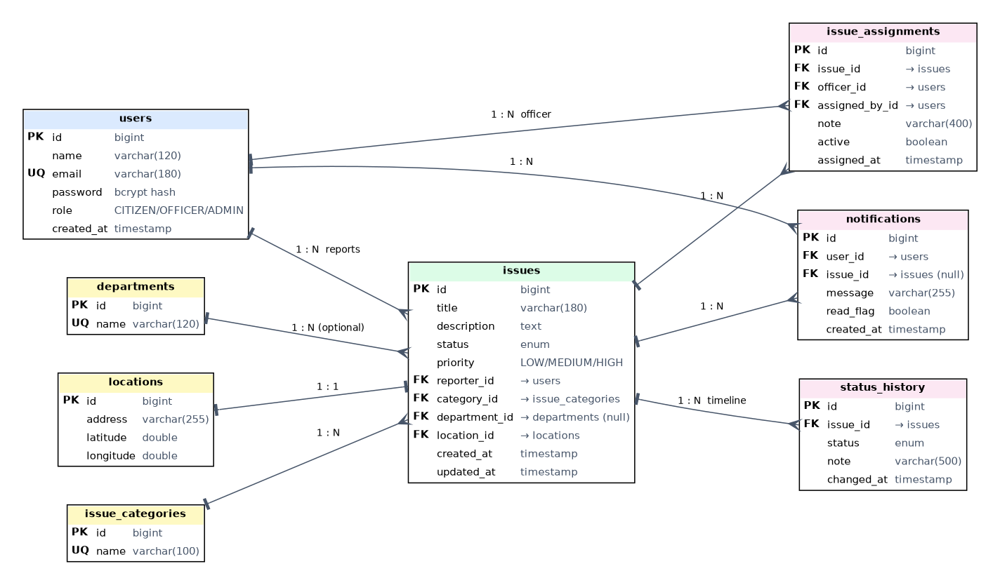 users
PK id bigint
name varchar(120)
UQ email varchar(180)
password bcrypt hash
role CITIZEN/OFFICER/ADMIN
created_at timestamp
departments
PK id bigint
UQ name varchar(120)
locations
PK id bigint
address varchar(255)
latitude double
longitude double
issue_categories
PK id bigint
UQ name varchar(100)
1 : N officer
1 : N
1 : N
1 : N reports
1 : N (optional)
1 : 1
1 : N
1 : N
1 : N timeline
issues
PK id bigint
title varchar(180)
description text
status enum
priority LOW/MEDIUM/HIGH
FK reporter_id → users
FK category_id → issue_categories
FK department_id → departments (null)
FK location_id → locations
created_at timestamp
updated_at timestamp
issue_assignments
PK id bigint
FK issue_id → issues
FK officer_id → users
FK assigned_by_id → users
note varchar(400)
active boolean
assigned_at timestamp
notifications
PK id bigint
FK user_id → users
FK issue_id → issues (null)
message varchar(255)
read_flag boolean
created_at timestamp
status_history
PK id bigint
FK issue_id → issues
status enum
note varchar(500)
changed_at timestamp